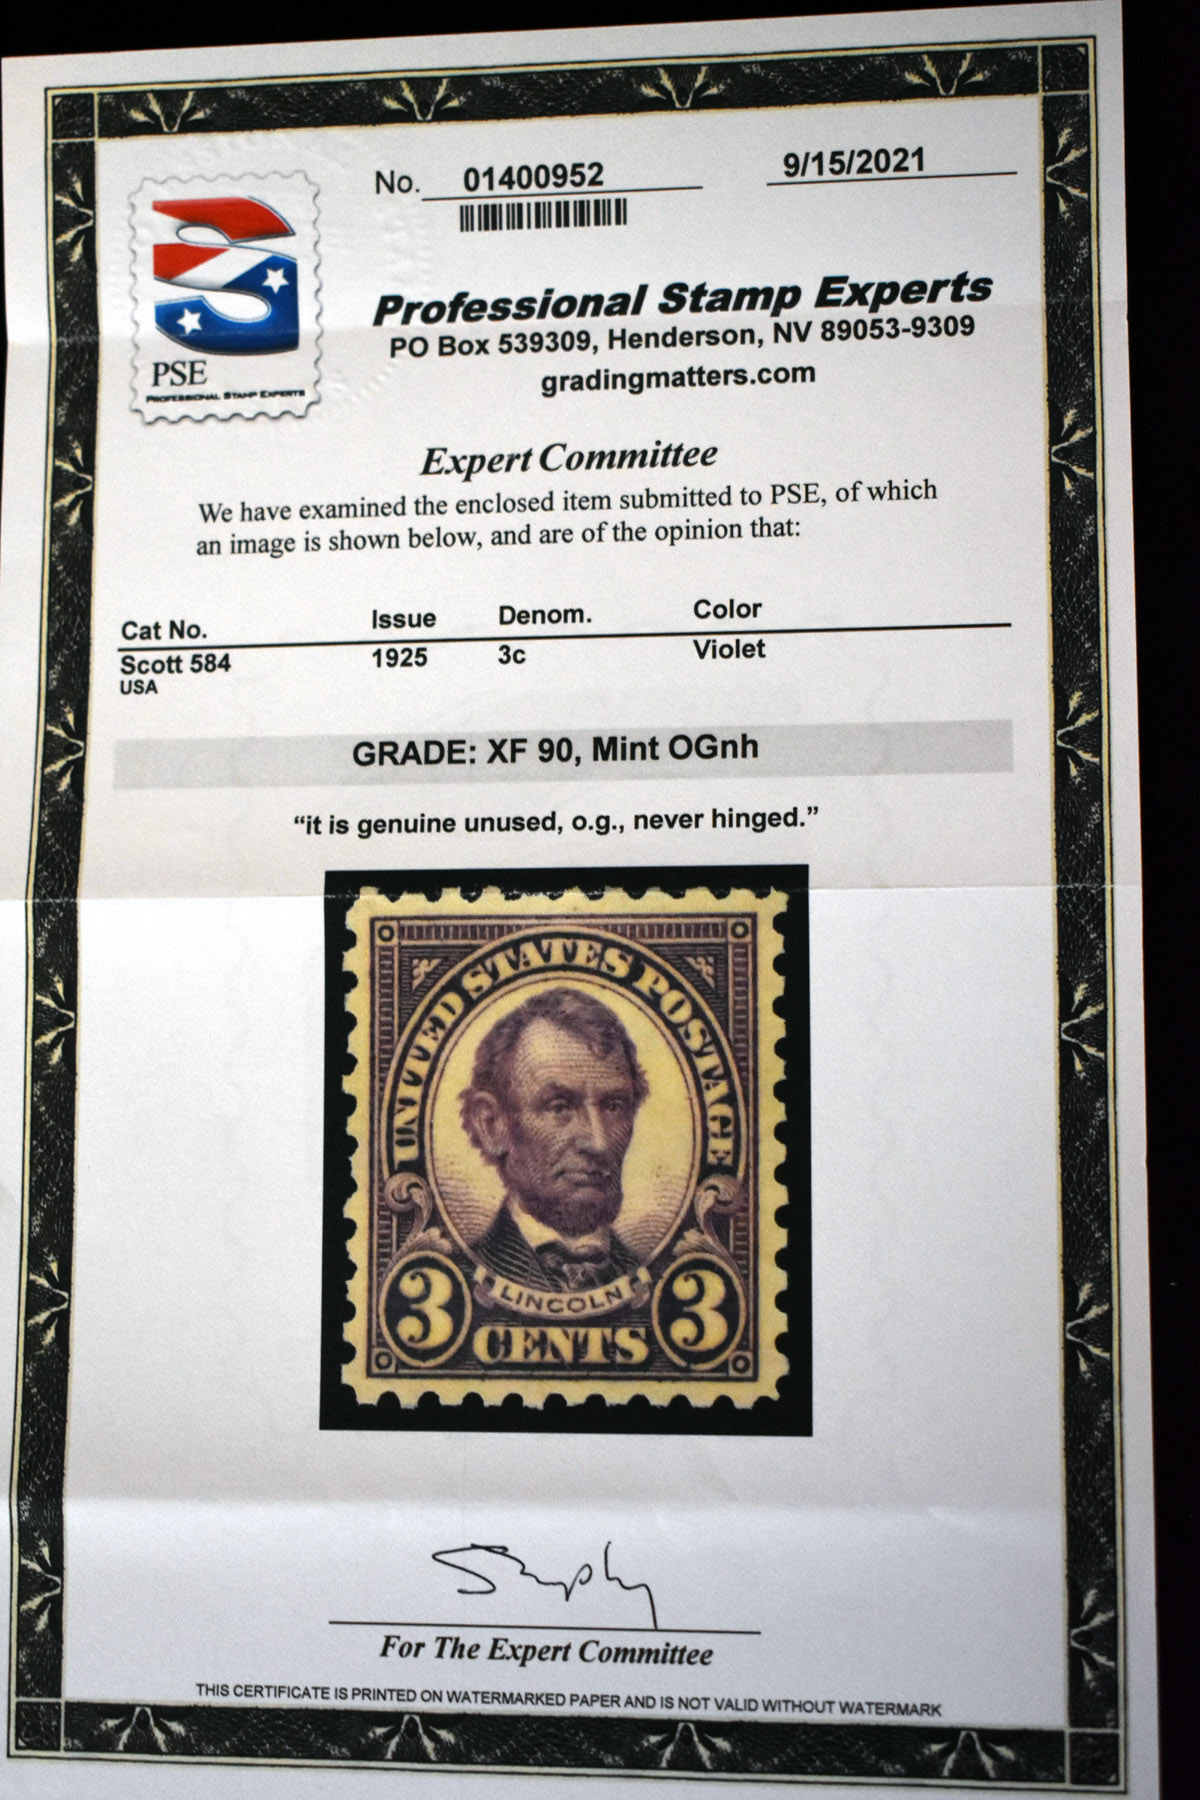 No. 01400952 9/15/2021
PSE
PROFESSIONAL STAMP EXPERTS
Professional Stamp Experts
PO Box 539309, Henderson, NV 89053-9309
gradingmatters.com
Expert Committee
We have examined the enclosed item submitted to PSE, of which
an image is shown below, and are of the opinion that:
Cat No. Issue Denom. Color
Scott 584 1925 3c Violet
USA
GRADE: XF 90, Mint OGnh
“it is genuine unused, o.g., never hinged.”
UNITED STATES POSTAGE
LINCOLN
3 CENTS 3
For The Expert Committee
THIS CERTIFICATE IS PRINTED ON WATERMARKED PAPER AND IS NOT VALID WITHOUT WATERMARK